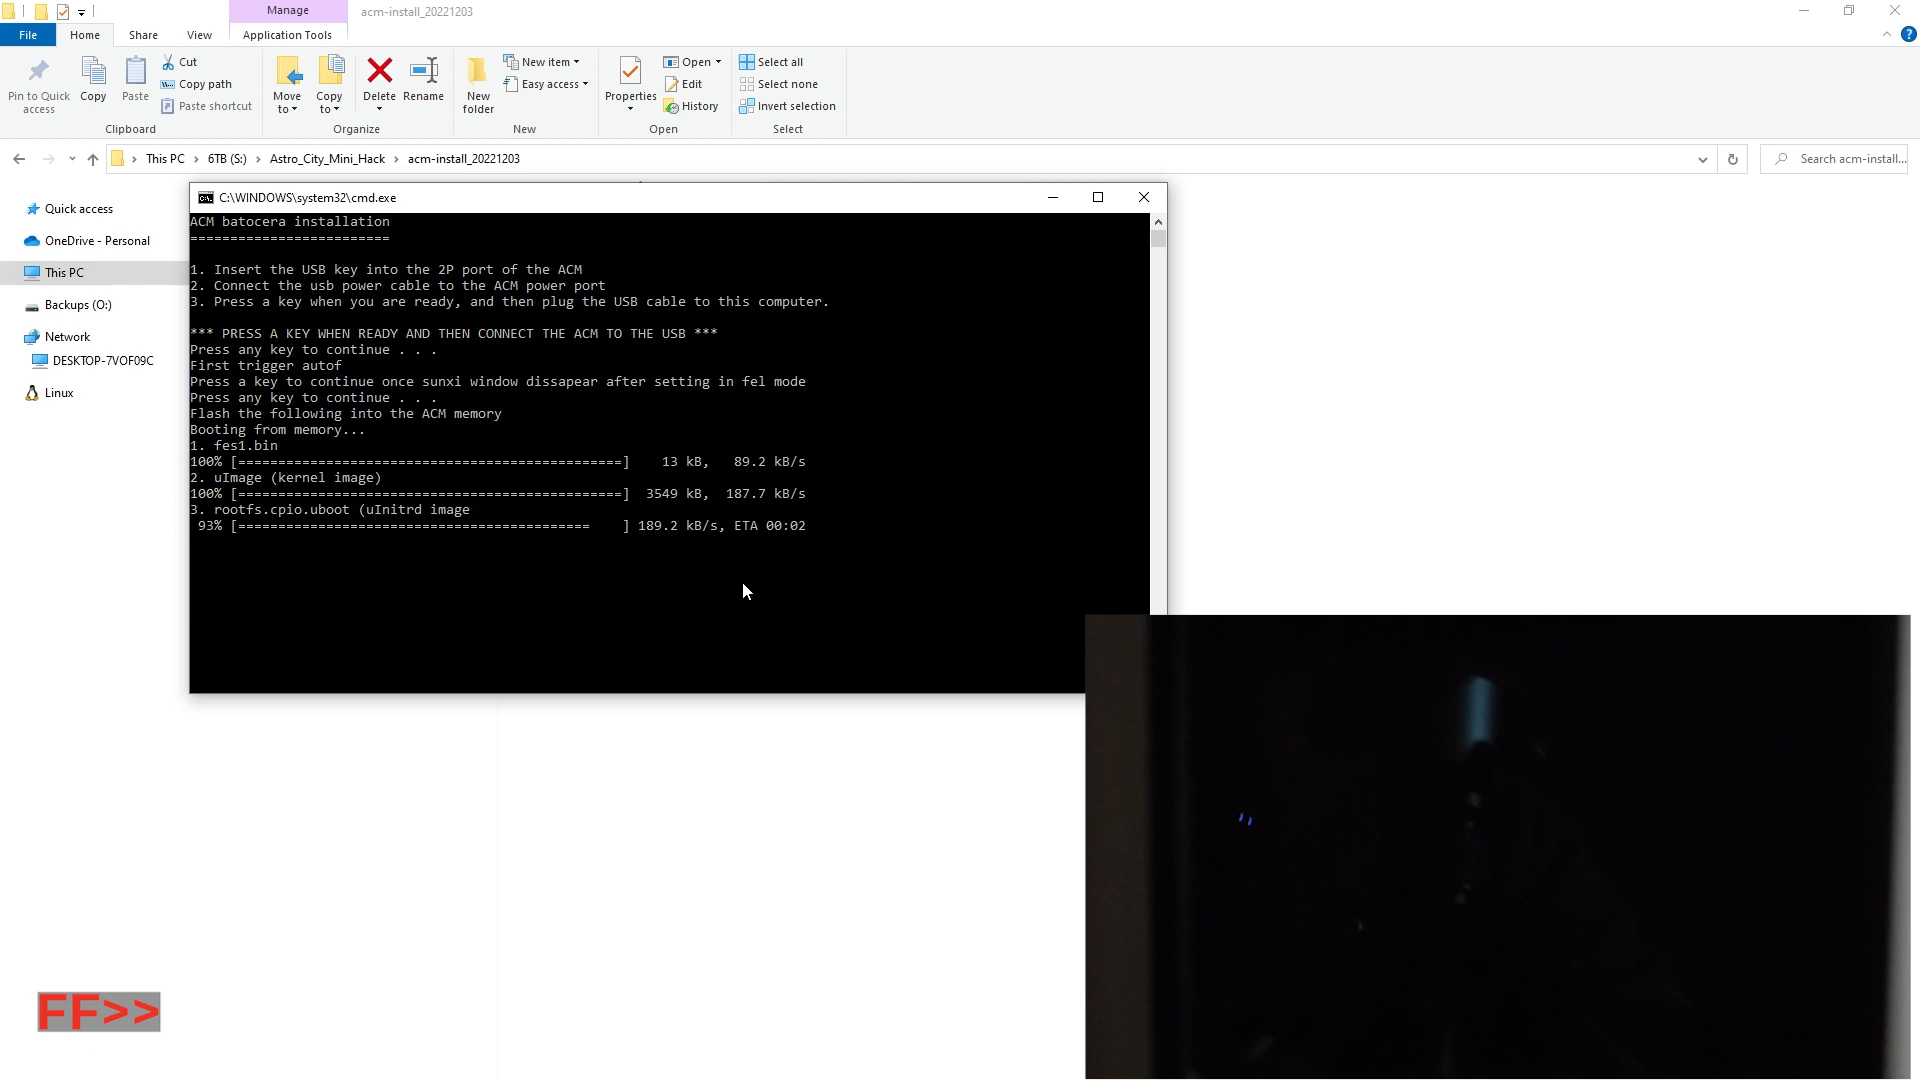 Manage
acm-install_20221203
File
Home
Share
View
Application Tools
Pin to Quick access
Copy
Paste
Cut
Copy path
Paste shortcut
Clipboard
Move to
Copy to
Delete
Rename
Organize
New folder
New item
Easy access
New
Properties
Open
Edit
History
Open
Select all
Select none
Invert selection
Select
This PC
6TB (S:)
Astro_City_Mini_Hack
acm-install_20221203
Search acm-install...
Quick access
OneDrive - Personal
This PC
Backups (O:)
Network
DESKTOP-7VOF09C
Linux
C:\WINDOWS\system32\cmd.exe
ACM batocera installation
=========================
1. Insert the USB key into the 2P port of the ACM
2. Connect the usb power cable to the ACM power port
3. Press a key when you are ready, and then plug the USB cable to this computer.
*** PRESS A KEY WHEN READY AND THEN CONNECT THE ACM TO THE USB ***
Press any key to continue . . .
First trigger autof
Press a key to continue once sunxi window dissapear after setting in fel mode
Press any key to continue . . .
Flash the following into the ACM memory
Booting from memory...
1. fes1.bin
100% [================================================] 13 kB, 89.2 kB/s
2. uImage (kernel image)
100% [================================================] 3549 kB, 187.7 kB/s
3. rootfs.cpio.uboot (uInitrd image
93% [============================================ ] 189.2 kB/s, ETA 00:02
FF>>